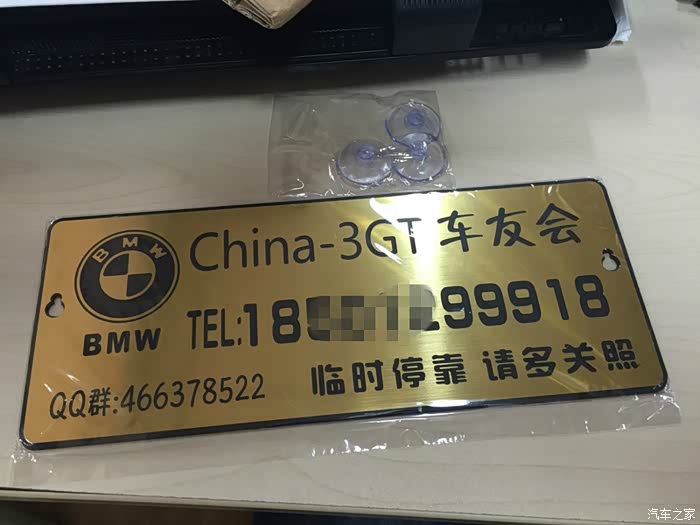 BMW
China-3GT 车友会
BMW
TEL:18 99918
QQ群:466378522
临时停靠 请多关照
汽车之家